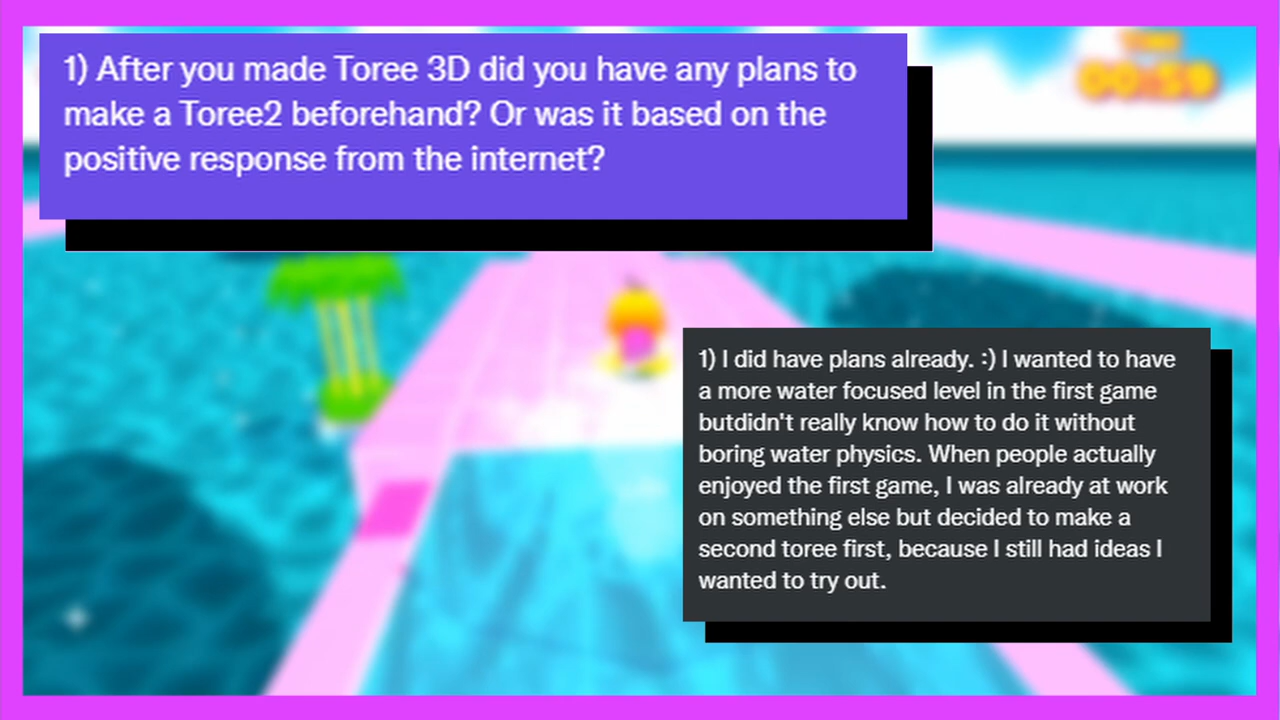 1) After you made Toree 3D did you have any plans to
make a Toree2 beforehand? Or was it based on the
positive response from the internet?
TIME
00:59
1) I did have plans already. :) I wanted to have
a more water focused level in the first game
butdidn't really know how to do it without
boring water physics. When people actually
enjoyed the first game, I was already at work
on something else but decided to make a
second toree first, because I still had ideas I
wanted to try out.